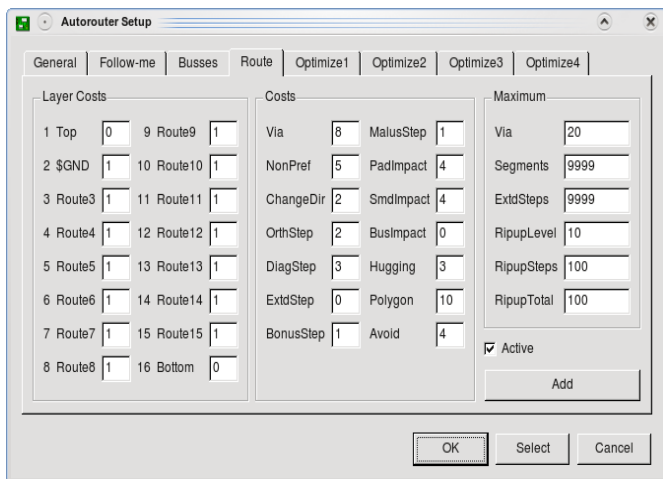 Autorouter Setup
General Follow-me Busses Route Optimize1 Optimize2 Optimize3 Optimize4
Layer Costs
1 Top 0 9 Route9 1
2 $GND 1 10 Route10 1
3 Route3 1 11 Route11 1
4 Route4 1 12 Route12 1
5 Route5 1 13 Route13 1
6 Route6 1 14 Route14 1
7 Route7 1 15 Route15 1
8 Route8 1 16 Bottom 0
Costs
Via 8 MalusStep 1
NonPref 5 PadImpact 4
ChangeDir 2 SmdImpact 4
OrthStep 2 BusImpact 0
DiagStep 3 Hugging 3
ExtdStep 0 Polygon 10
BonusStep 1 Avoid 4
Maximum
Via 20
Segments 9999
ExtdSteps 9999
RipupLevel 10
RipupSteps 100
RipupTotal 100
Active
Add
OK Select Cancel